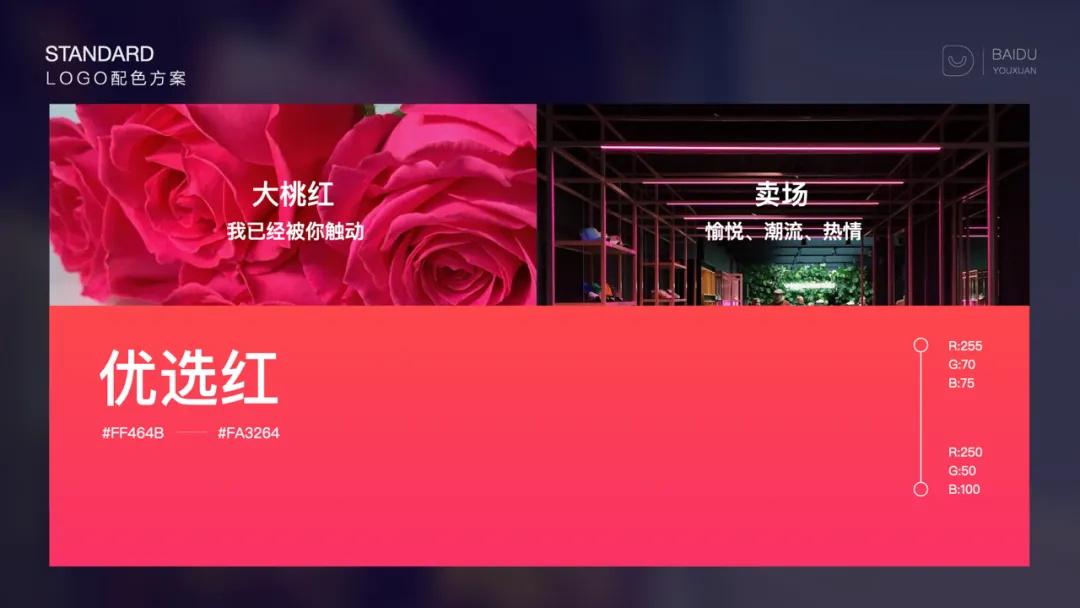 STANDARD
LOGO配色方案
BAIDU
YOUXUAN
大桃红
我已经被你触动
卖场
愉悦、潮流、热情
优选红
#FF464B
#FA3264
R:255
G:70
B:75
R:250
G:50
B:100